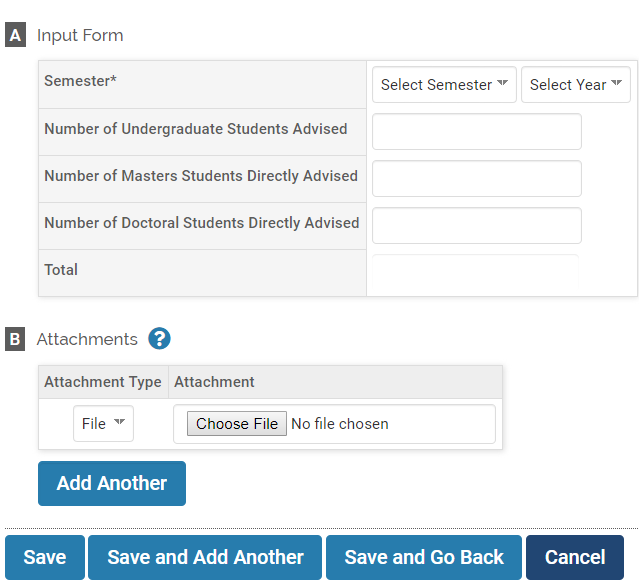 A Input Form
Semester* Select Semester Select Year
Number of Undergraduate Students Advised
Number of Masters Students Directly Advised
Number of Doctoral Students Directly Advised
Total
B Attachments ?
Attachment Type Attachment
File Choose File No file chosen
Add Another
Save Save and Add Another Save and Go Back Cancel